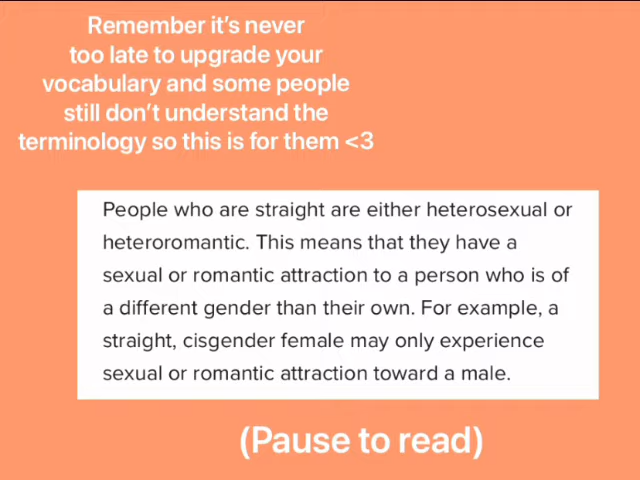 Remember it's never
too late to upgrade your
vocabulary and some people
still don't understand the
terminology so this is for them <3
People who are straight are either heterosexual or
heteroromantic. This means that they have a
sexual or romantic attraction to a person who is of
a different gender than their own. For example, a
straight, cisgender female may only experience
sexual or romantic attraction toward a male.
(Pause to read)